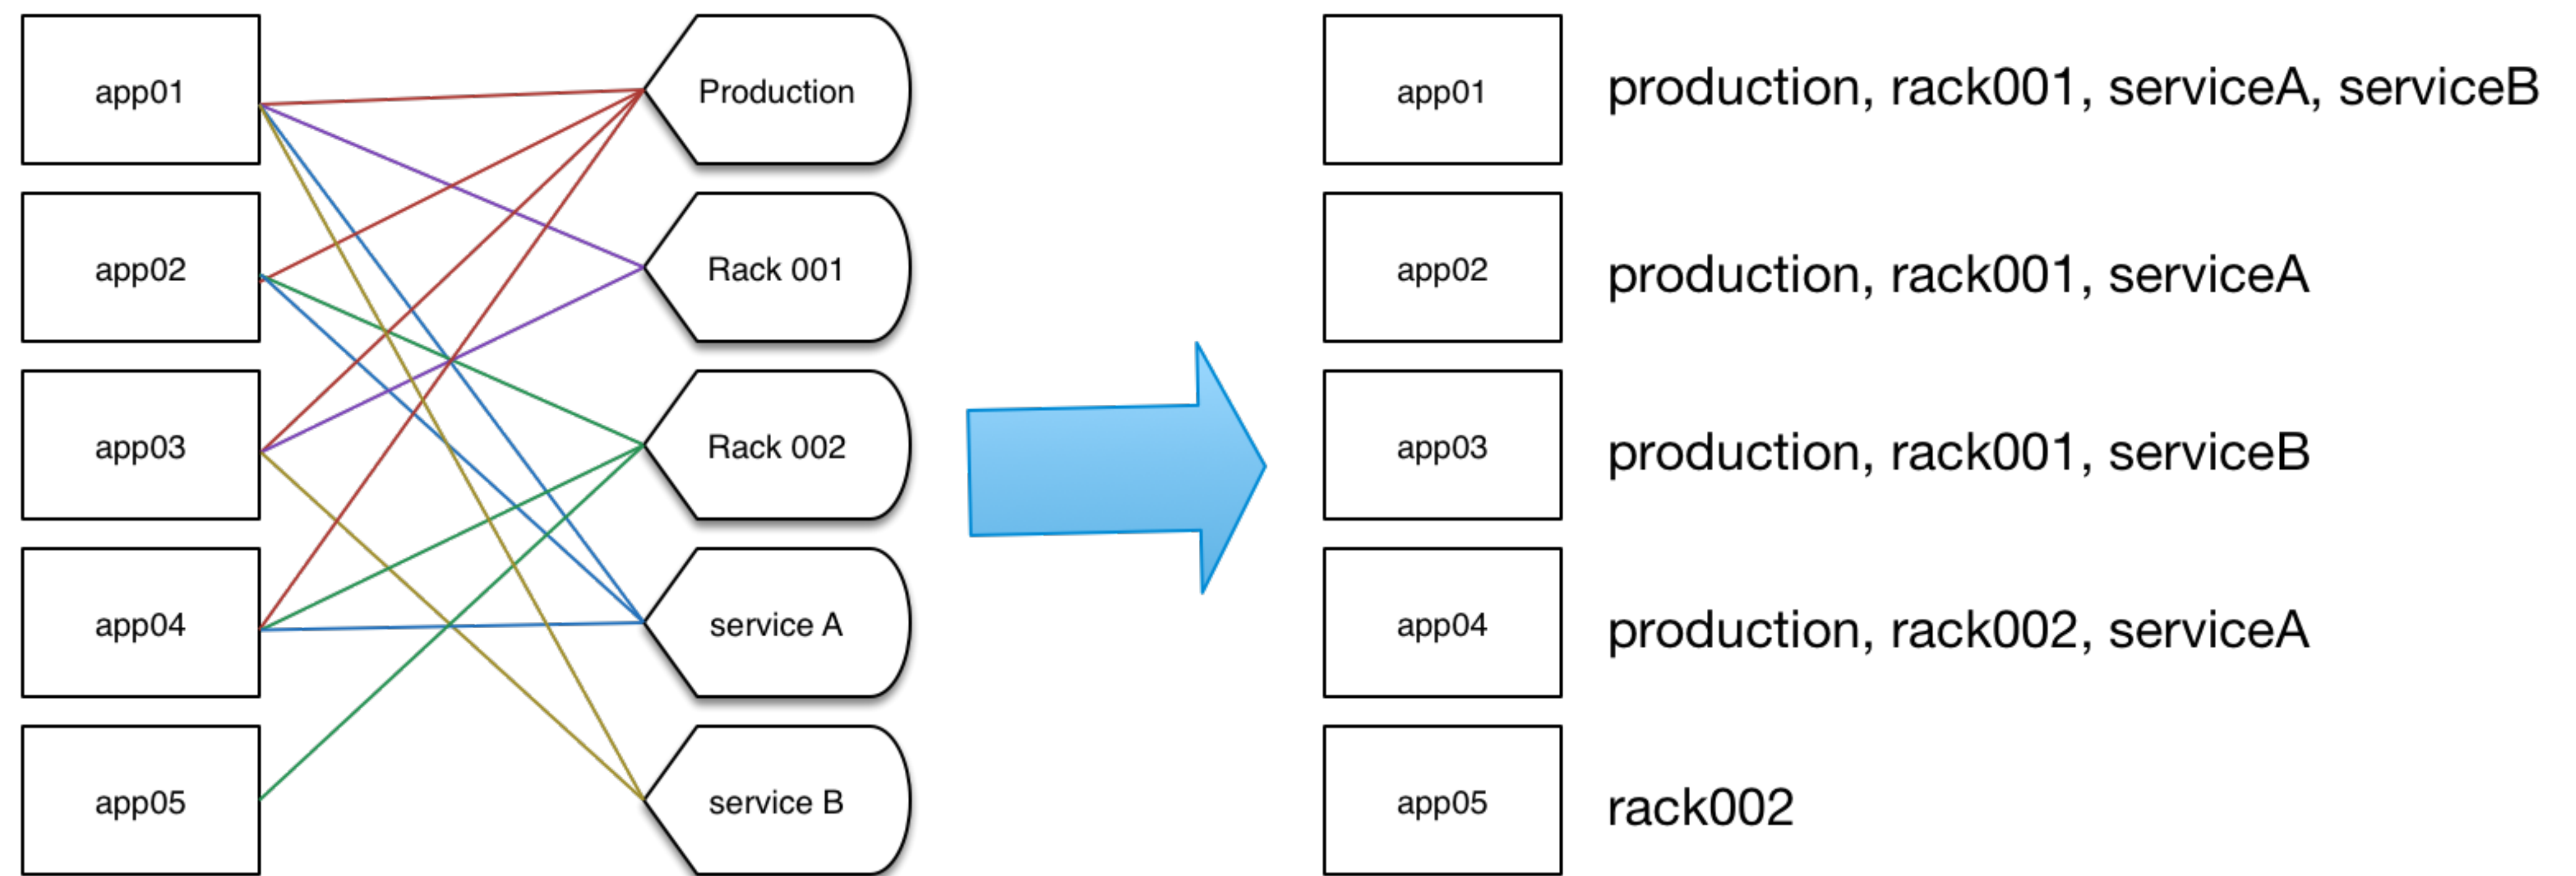 app01
Production
app01
production, rack001, serviceA, serviceB
app02
Rack 001
app02
production, rack001, serviceA
app03
Rack 002
app03
production, rack001, serviceB
app04
service A
app04
production, rack002, serviceA
app05
service B
app05
rack002